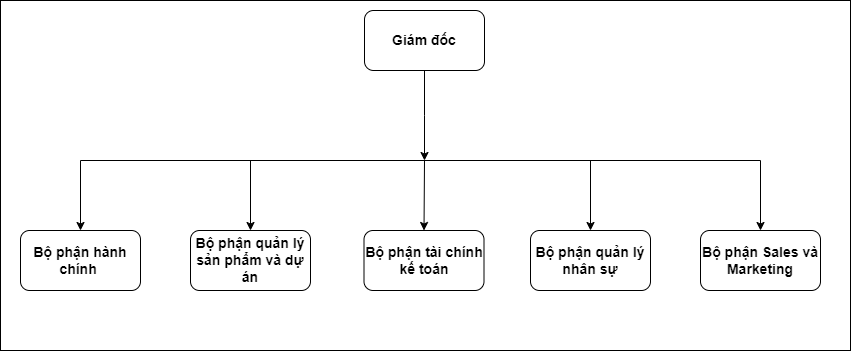 Giám đốc
Bộ phận hành
chính
Bộ phận quản lý
sản phẩm và dự
án
Bộ phận tài chính
kế toán
Bộ phận quản lý
nhân sự
Bộ phận Sales và
Marketing